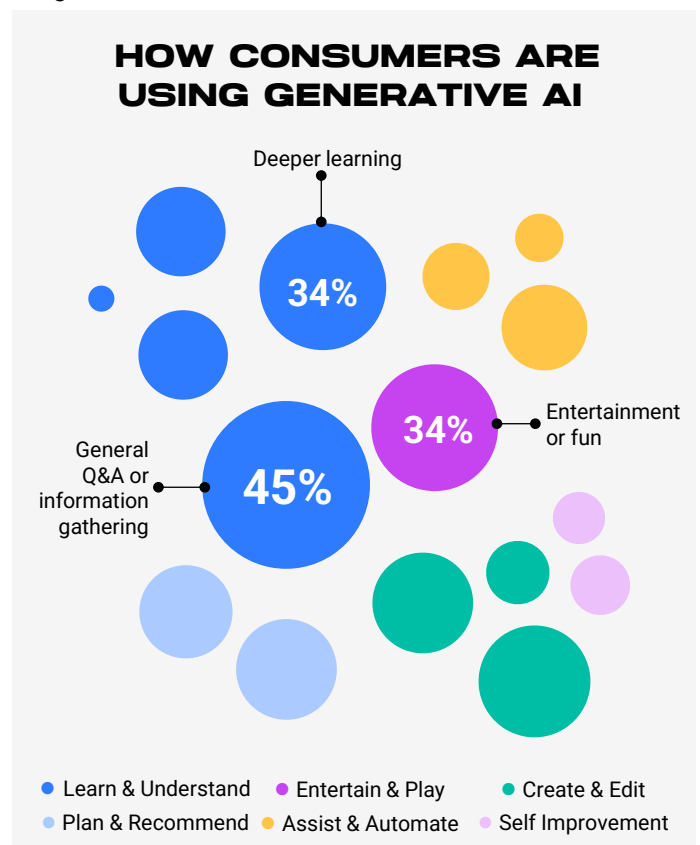 HOW CONSUMERS ARE
USING GENERATIVE AI
Deeper learning
34%
34%
Entertainment
or fun
General
Q&A or
information
gathering
45%
Learn & Understand
Entertain & Play
Create & Edit
Plan & Recommend
Assist & Automate
Self Improvement